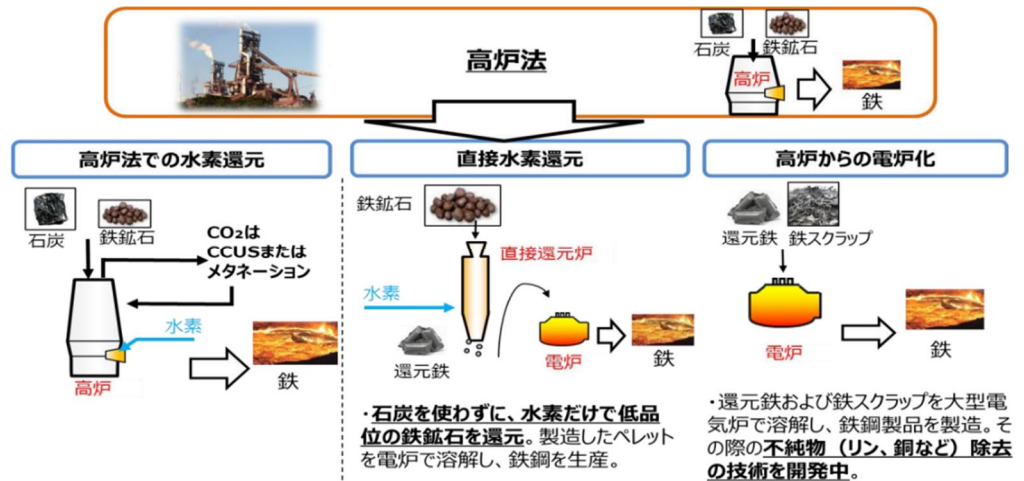 高炉法
石炭
鉄鉱石
高炉
鉄
高炉法での水素還元
石炭
鉄鉱石
CO₂は
CCUSまたは
メタネーション
水素
高炉
鉄
直接水素還元
鉄鉱石
直接還元炉
水素
還元鉄
電炉
鉄
・石炭を使わずに、水素だけで低品
位の鉄鉱石を還元。製造したペレット
を電炉で溶解し、鉄鋼を生産。
高炉からの電炉化
還元鉄
鉄スクラップ
電炉
鉄
・還元鉄および鉄スクラップを大型電
気炉で溶解し、鉄鋼製品を製造。そ
の際の不純物（リン、銅など）除去
の技術を開発中。